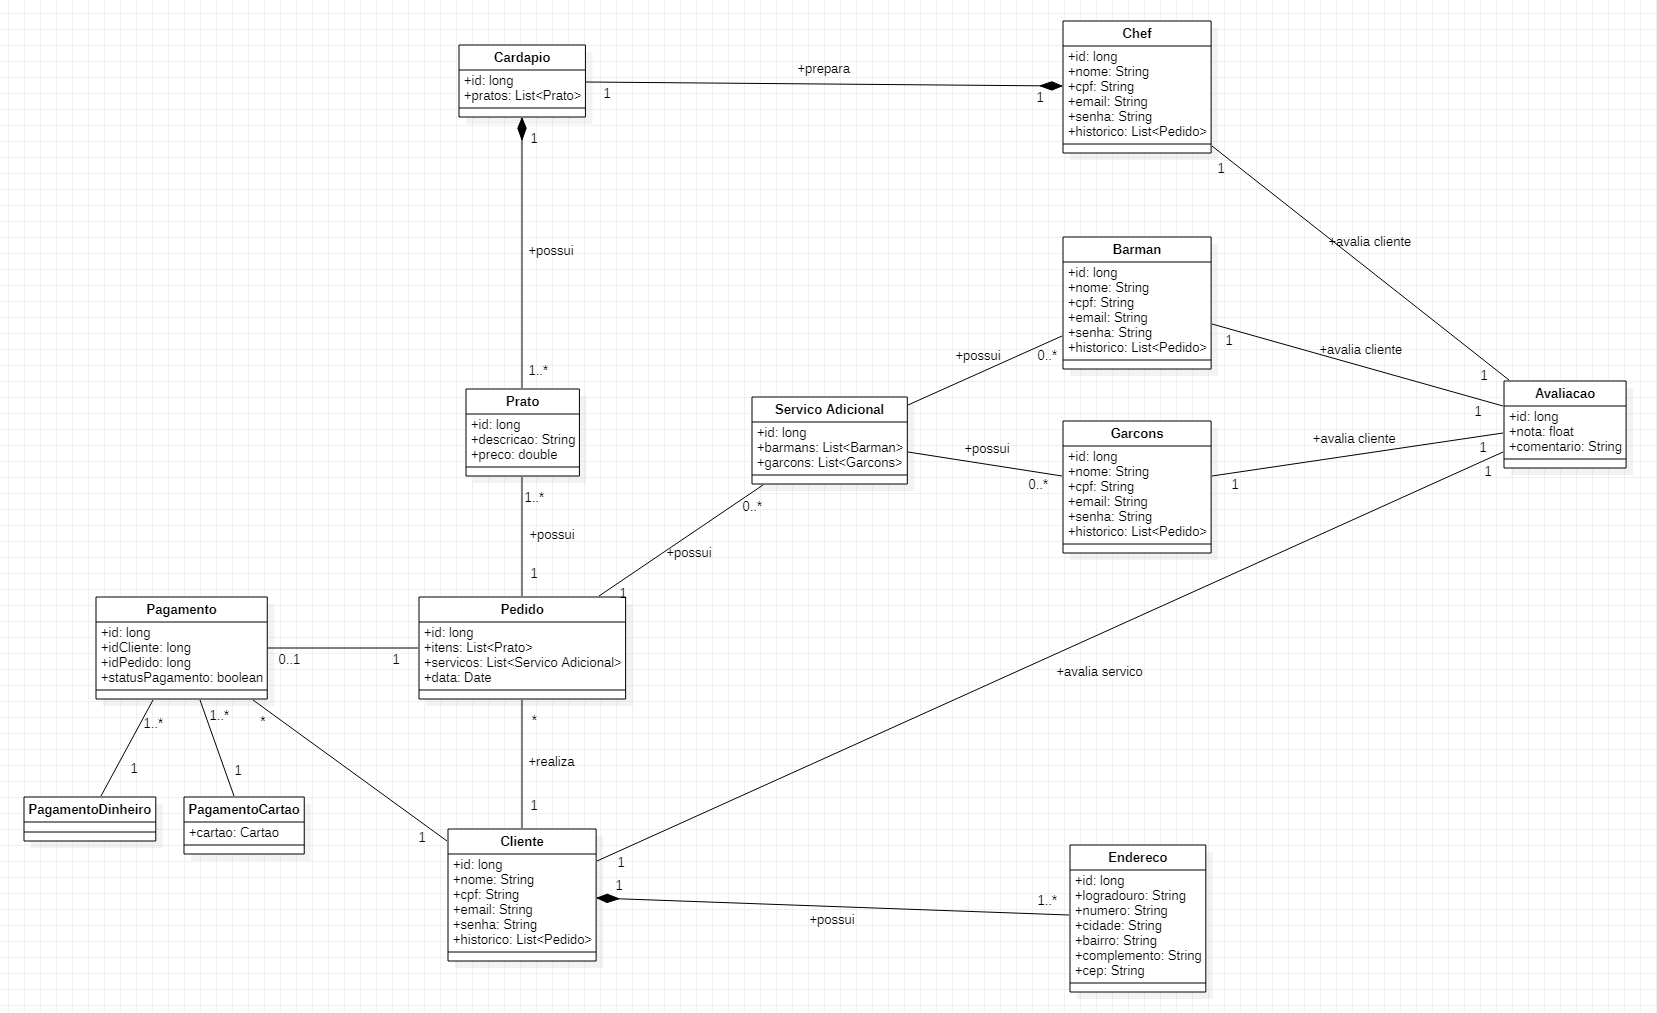 Cardapio
+id: long
+pratos: List<Prato>
1
+prepara
1
Chef
+id: long
+nome: String
+cpf: String
+email: String
+senha: String
+historico: List<Pedido>
1
1
+avalia cliente
1
+possui
1..*
Barman
+id: long
+nome: String
+cpf: String
+email: String
+senha: String
+historico: List<Pedido>
1
+avalia cliente
1
+possui
0..*
Prato
+id: long
+descricao: String
+preco: double
1..*
+possui
1
Servico Adicional
+id: long
+barmans: List<Barman>
+garcons: List<Garcons>
+possui
0..*
0..*
+possui
1
Garcons
+id: long
+nome: String
+cpf: String
+email: String
+senha: String
+historico: List<Pedido>
1
+avalia cliente
1
Avaliacao
+id: long
+nota: float
+comentario: String
1
+avalia servico
1
Pagamento
+id: long
+idCliente: long
+idPedido: long
+statusPagamento: boolean
0..1
1
Pedido
+id: long
+itens: List<Prato>
+servicos: List<Servico Adicional>
+data: Date
1..*
1..*
*
*
+realiza
1
1
1
1
PagamentoDinheiro
PagamentoCartao
+cartao: Cartao
Cliente
+id: long
+nome: String
+cpf: String
+email: String
+senha: String
+historico: List<Pedido>
1
+possui
1..*
Endereco
+id: long
+logradouro: String
+numero: String
+cidade: String
+bairro: String
+complemento: String
+cep: String